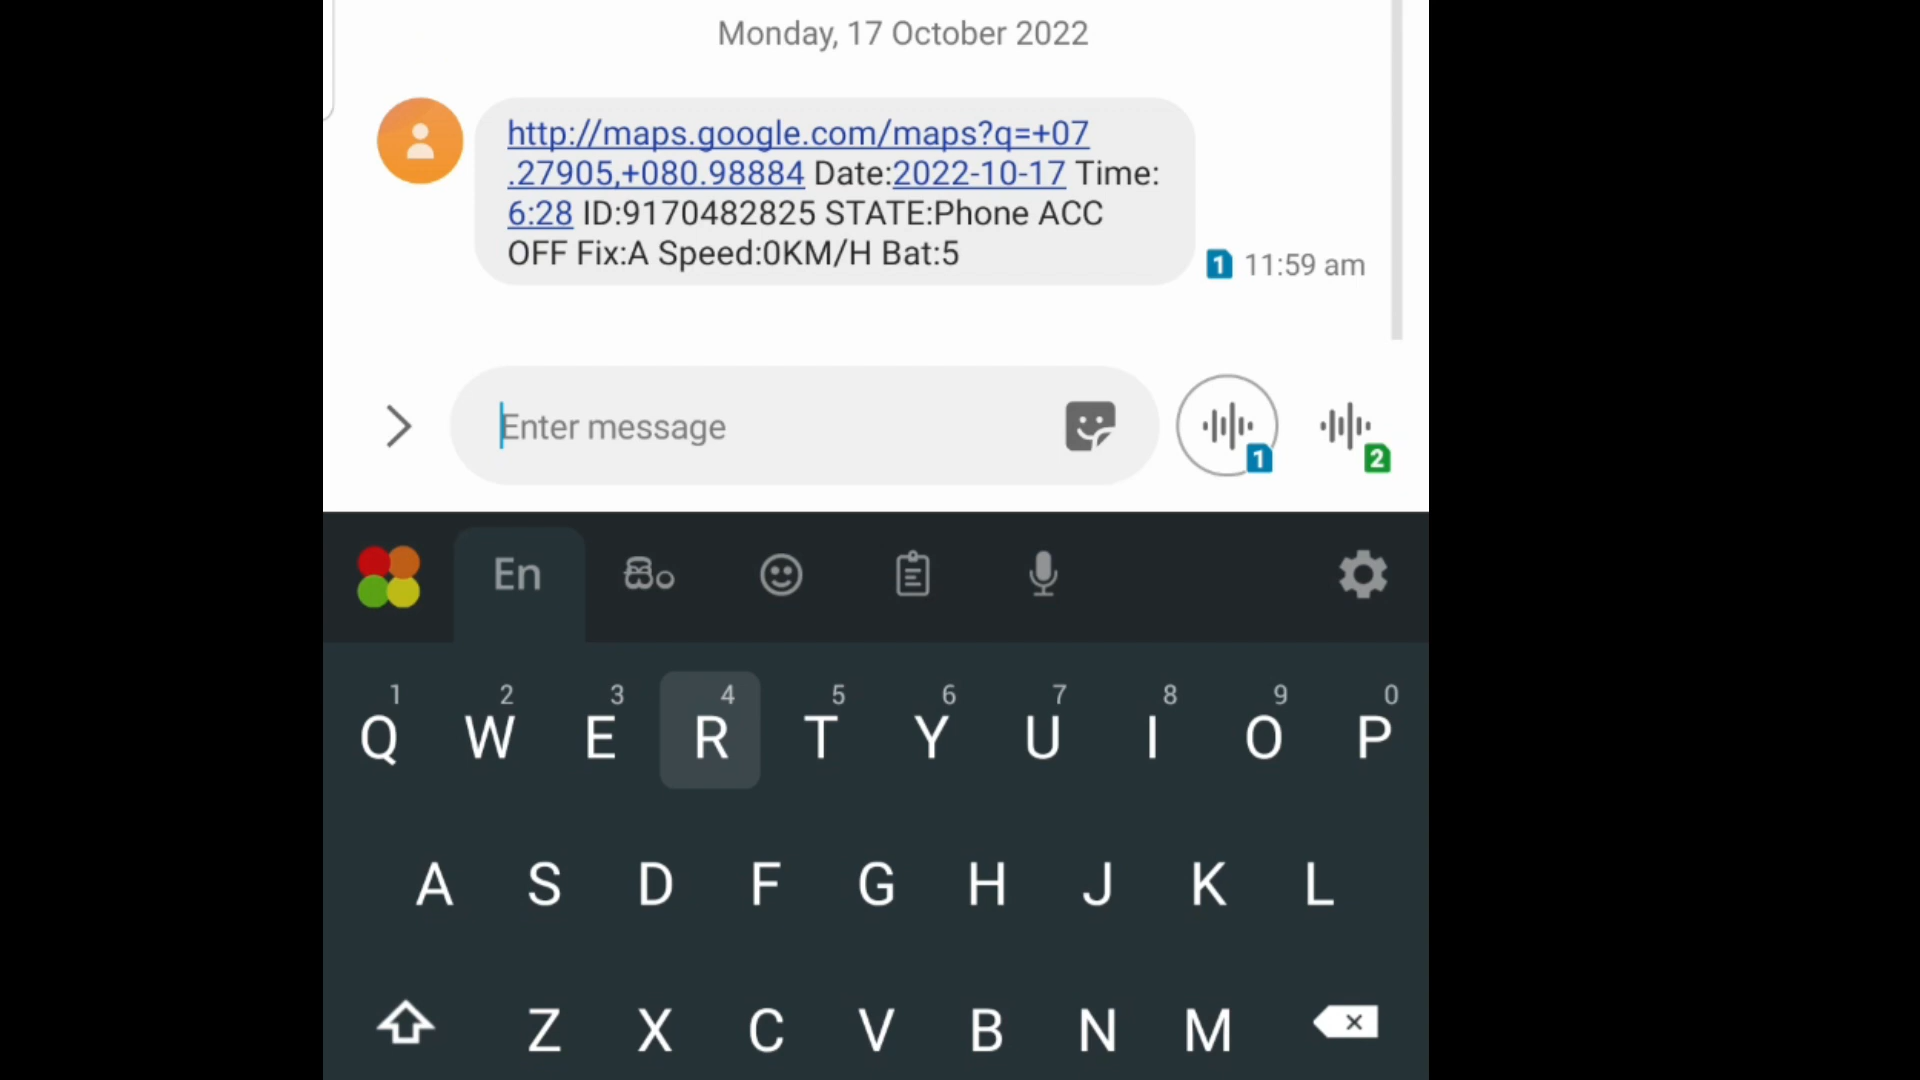 Monday, 17 October 2022
http://maps.google.com/maps?q=+07
.27905,+080.98884 Date:2022-10-17 Time:
6:28 ID:9170482825 STATE:Phone ACC
OFF Fix:A Speed:0KM/H Bat:5
1 11:59 am
Enter message
1 2
En සිං
1 2 3 4 5 6 7 8 9 0
Q W E R T Y U I O P
A S D F G H J K L
Z X C V B N M